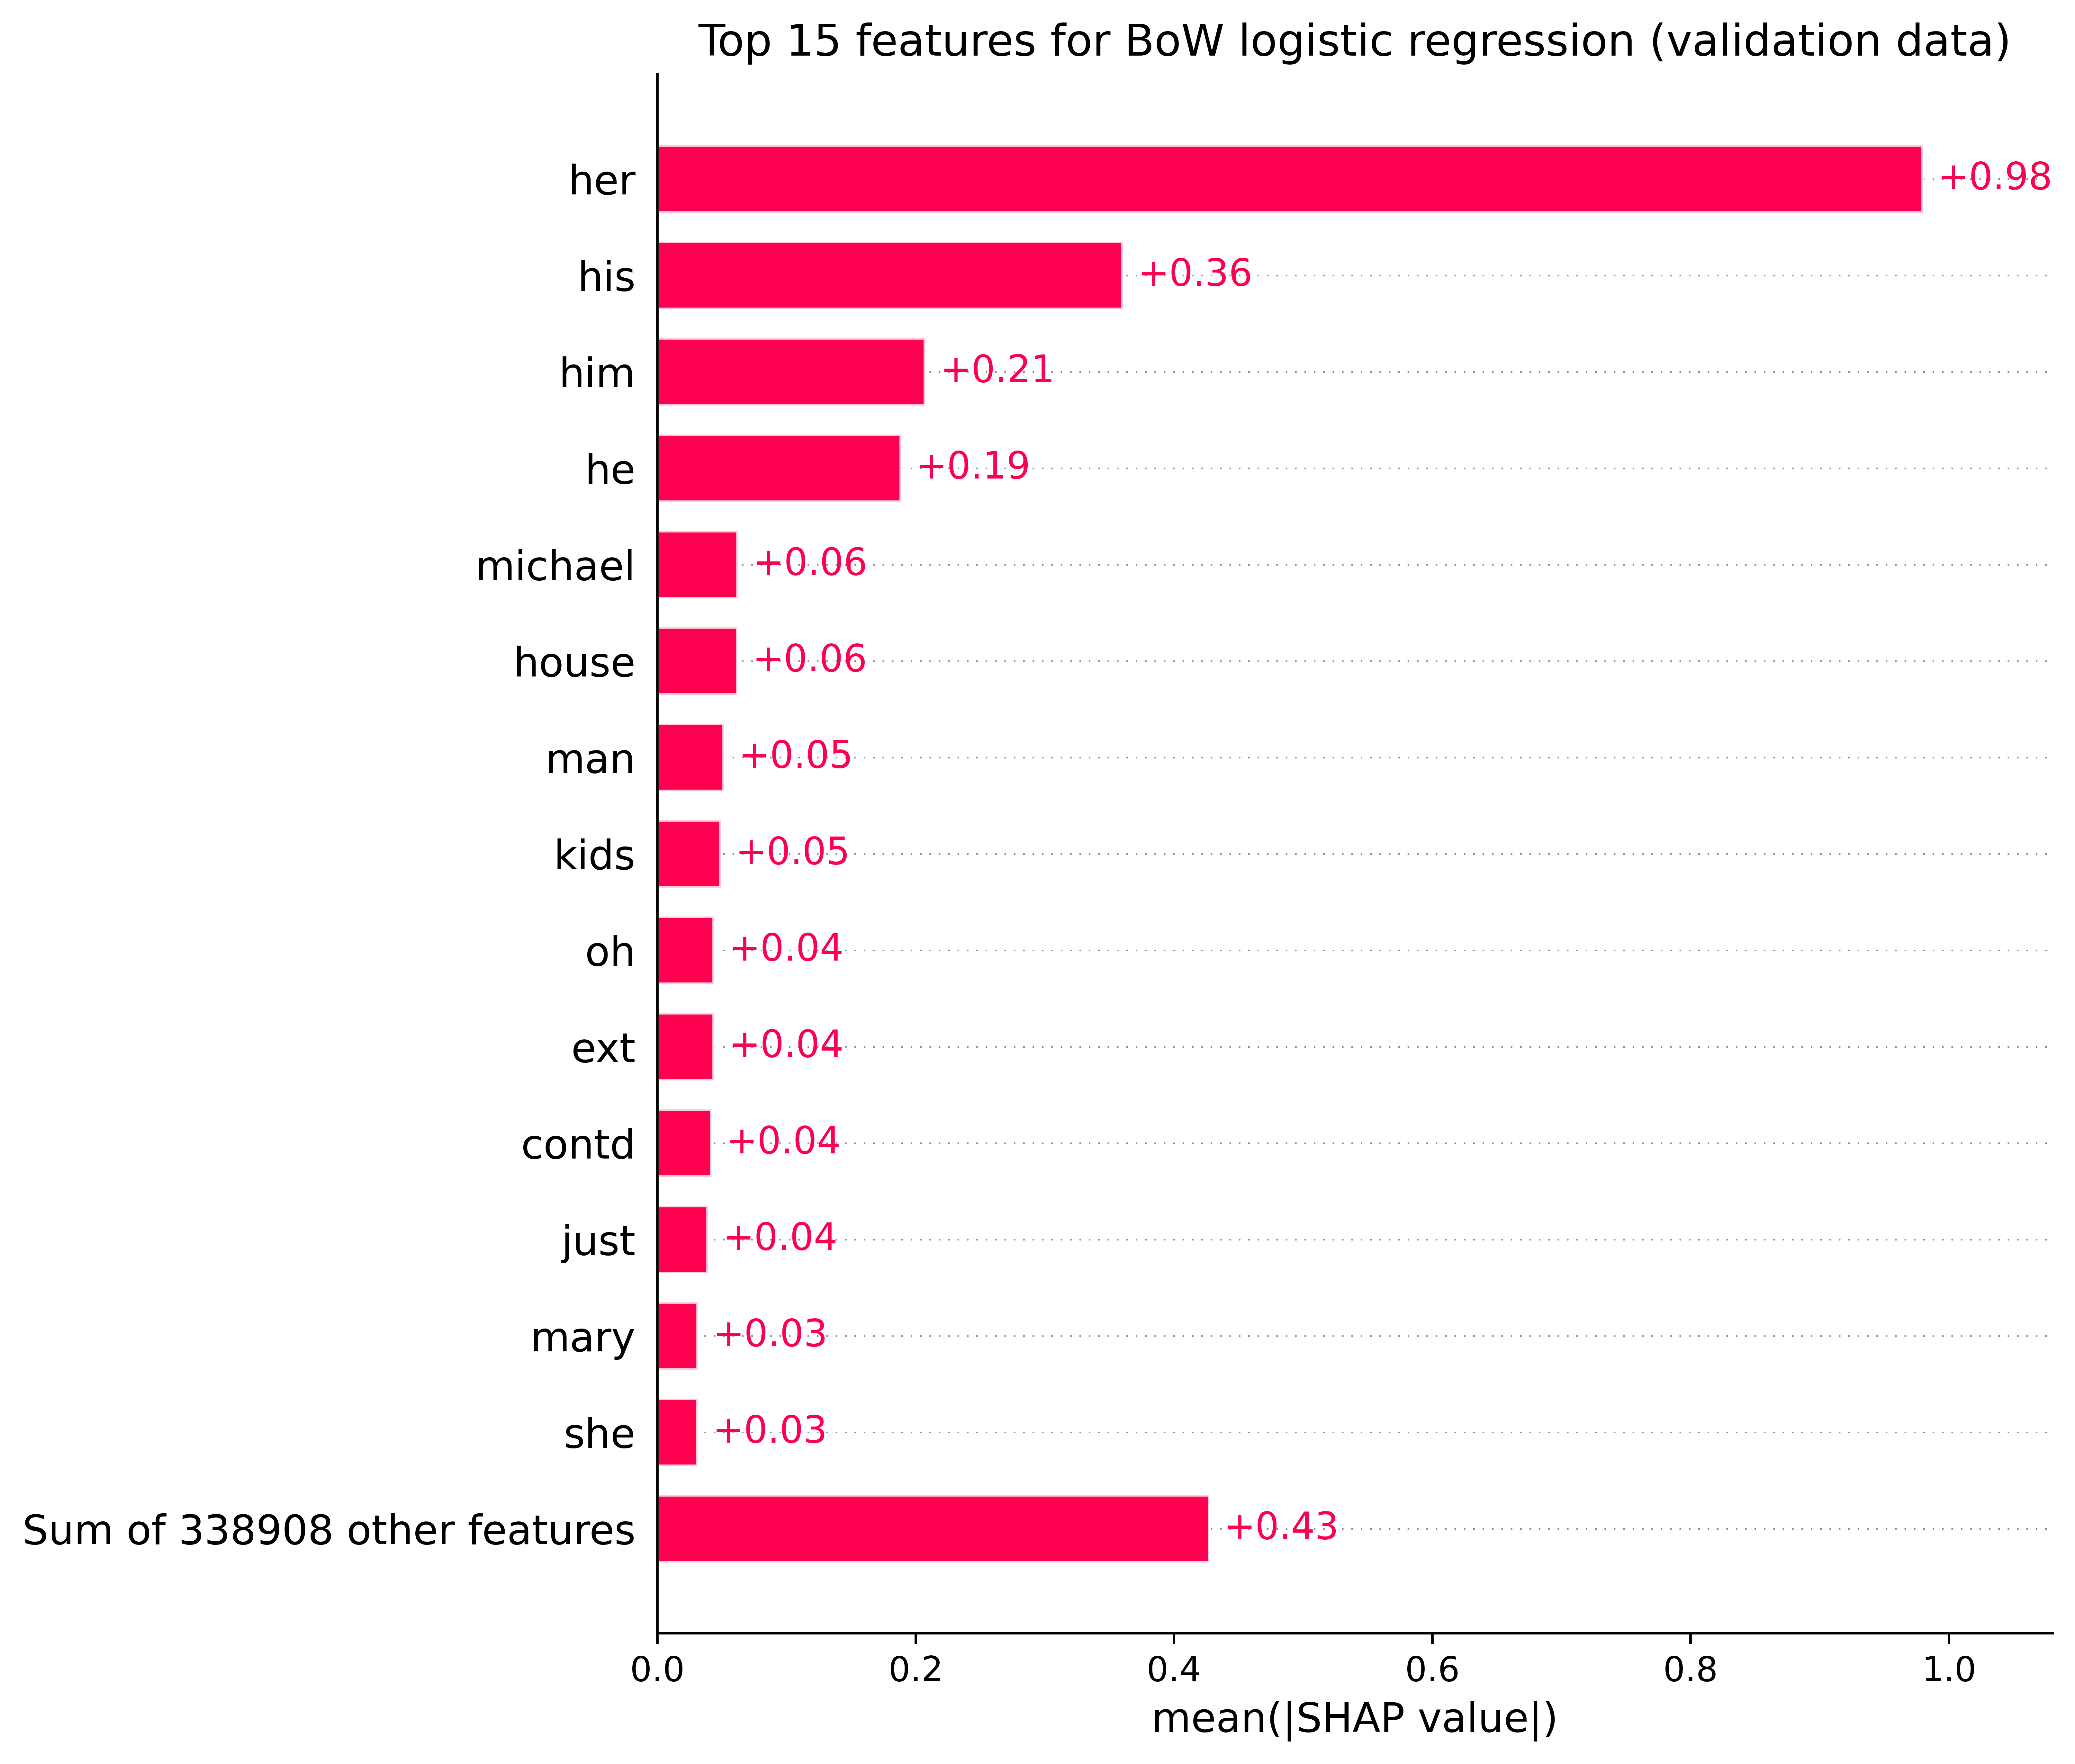 Top 15 features for BoW logistic regression (validation data)
her +0.98
his +0.36
him +0.21
he +0.19
michael +0.06
house +0.06
man +0.05
kids +0.05
oh +0.04
ext +0.04
contd +0.04
just +0.04
mary +0.03
she +0.03
Sum of 338908 other features +0.43
0.0 0.2 0.4 0.6 0.8 1.0
mean(|SHAP value|)